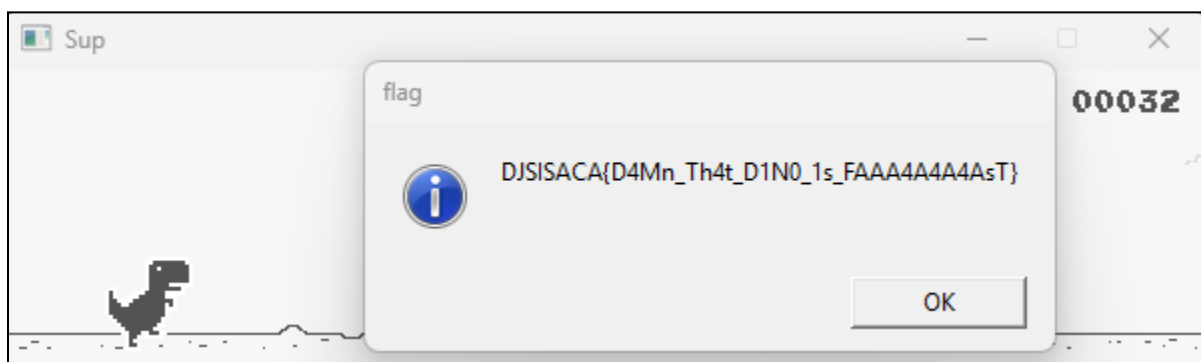 Sup
flag
00032
DJSISACA{D4Mn_Th4t_D1N0_1s_FAAA4A4A4AsT}
OK